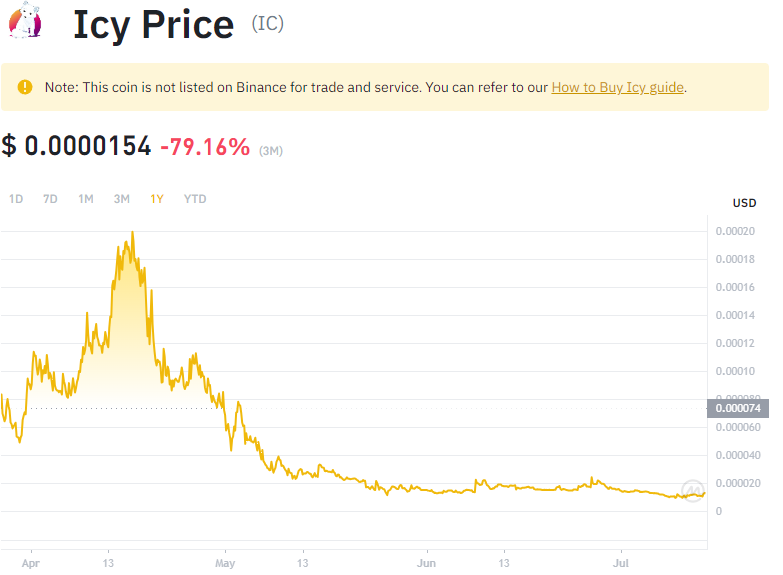 Icy Price (IC)
Note: This coin is not listed on Binance for trade and service. You can refer to our How to Buy Icy guide.
$ 0.0000154 -79.16% (3M)
1D 7D 1M 3M 1Y YTD
USD
0.00020
0.00018
0.00016
0.00014
0.00012
0.00010
0.000074
0.000060
0.000040
0.000020
0
Apr 13 May 13 Jun 13 Jul